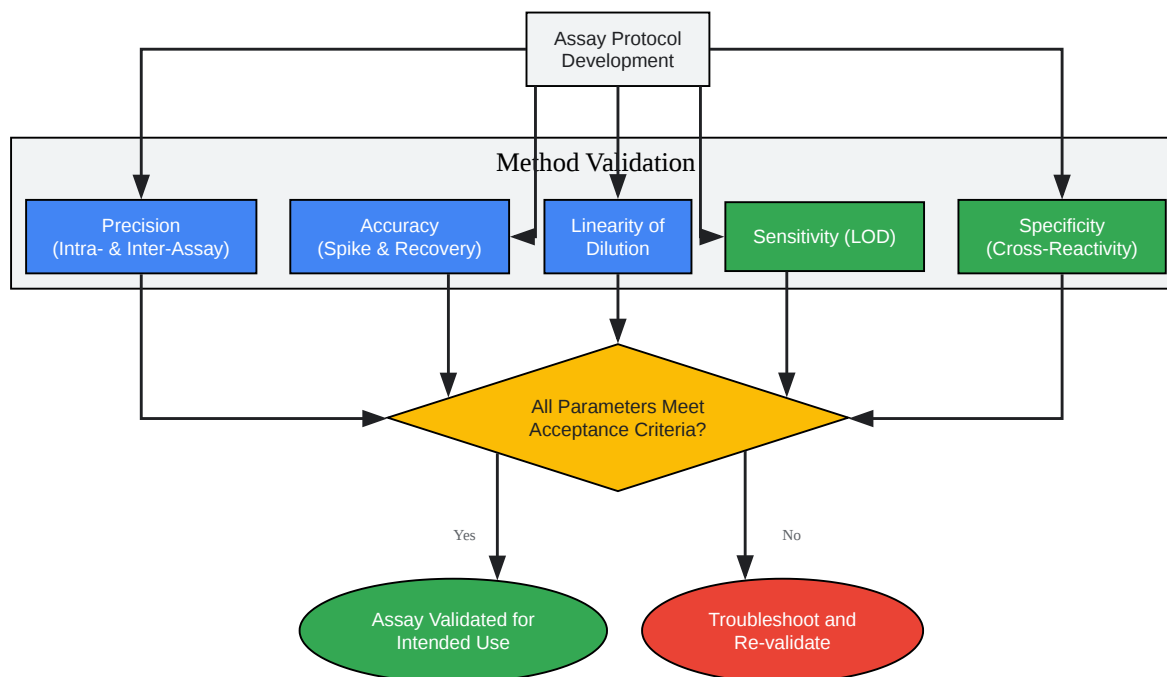 Assay Protocol
Development
Method Validation
Precision
(Intra- & Inter-Assay)
Accuracy
(Spike & Recovery)
Linearity of
Dilution
Sensitivity (LOD)
Specificity
(Cross-Reactivity)
All Parameters Meet
Acceptance Criteria?
Yes
No
Assay Validated for
Intended Use
Troubleshoot and
Re-validate